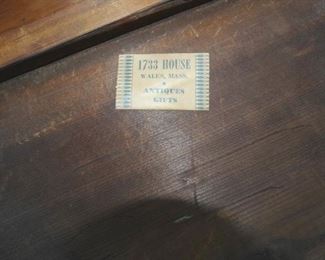 1733 HOUSE
WALES, MASS.
ANTIQUES
GIFTS